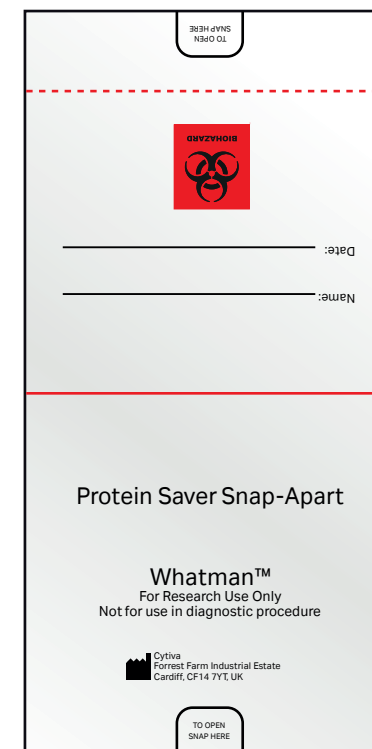 TO OPEN
SNAP HERE
BIOHAZARD
Date:
Name:
Protein Saver Snap-Apart
Whatman™
For Research Use Only
Not for use in diagnostic procedure
Cytiva
Forrest Farm Industrial Estate
Cardiff, CF14 7YT, UK
TO OPEN
SNAP HERE